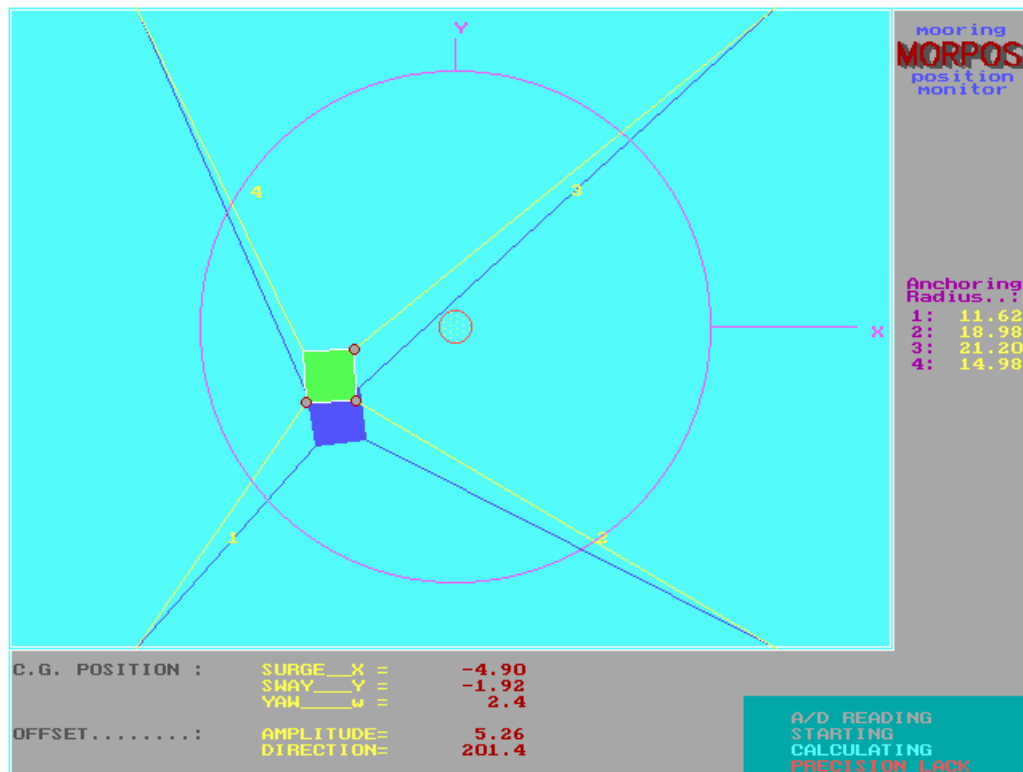 Y
mooring
MORPOS
position
monitor
4
3
X
Anchoring
Radius..:
1: 11.62
2: 18.98
3: 21.20
4: 14.98
1
2
C.G. POSITION : SURGE__X = -4.90
SWAY___Y = -1.92
YAW____w = 2.4
OFFSET........: AMPLITUDE= 5.26
DIRECTION= 201.4
A/D READING
STARTING
CALCULATING
PRECISION LACK